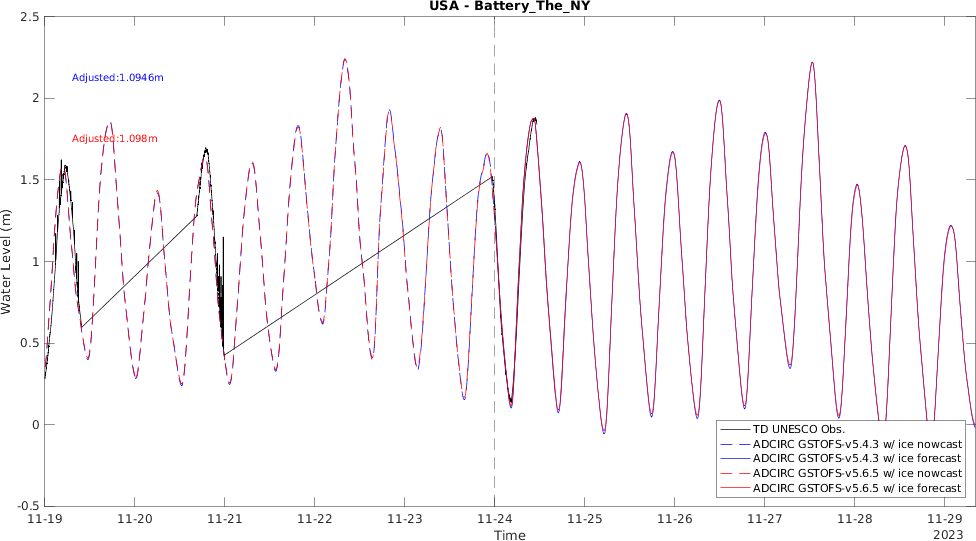 USA - Battery_The_NY
2.5
2
1.5
1
0.5
0
-0.5
Water Level (m)
Adjusted:1.0946m
Adjusted:1.098m
TD UNESCO Obs.
ADCIRC GSTOFS-v5.4.3 w/ ice nowcast
ADCIRC GSTOFS-v5.4.3 w/ ice forecast
ADCIRC GSTOFS-v5.6.5 w/ ice nowcast
ADCIRC GSTOFS-v5.6.5 w/ ice forecast
11-19 11-20 11-21 11-22 11-23 11-24 11-25 11-26 11-27 11-28 11-29
Time
2023